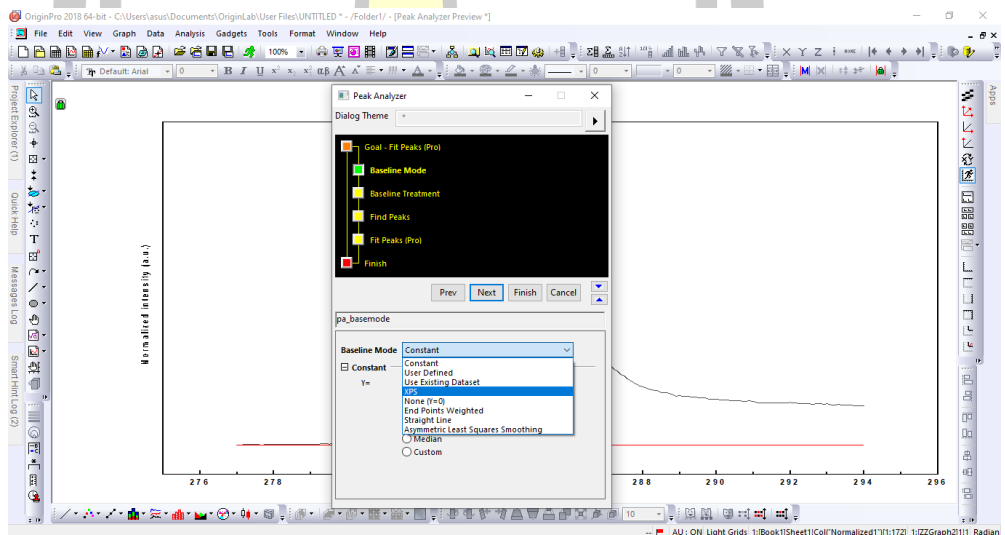 OriginPro 2018 64-bit - C:\Users\asus\Documents\OriginLab\User Files\UNTITLED * - /Folder1/ - [Peak Analyzer Preview *]
File Edit View Graph Data Analysis Gadgets Tools Format Window Help
100%
Default: Arial 0 B I U x² x₂ αβ A A 0 0
Project Explorer (1)
Quick Help
Messages Log
Smart Hint Log (2)
Apps
Peak Analyzer
Dialog Theme *
Goal - Fit Peaks (Pro)
Baseline Mode
Baseline Treatment
Find Peaks
Fit Peaks (Pro)
Finish
Prev Next Finish Cancel
pa_basemode
Baseline Mode Constant
Constant
Y=
Constant
User Defined
Use Existing Dataset
XPS
None (Y=0)
End Points Weighted
Straight Line
Asymmetric Least Squares Smoothing
Median
Custom
Normalized intensity (a.u.)
276 278 288 290 292 294 296
10
AU : ON Light Grids 1:[Book1]Sheet1!Col("Normalized1")[1:172] 1:[ZZGraph2]1!1 Radian